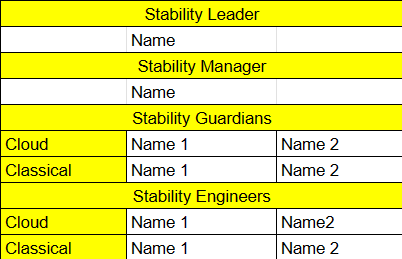 Stability Leader
Name
Stability Manager
Name
Stability Guardians
Cloud Name 1 Name 2
Classical Name 1 Name 2
Stability Engineers
Cloud Name 1 Name2
Classical Name 1 Name 2